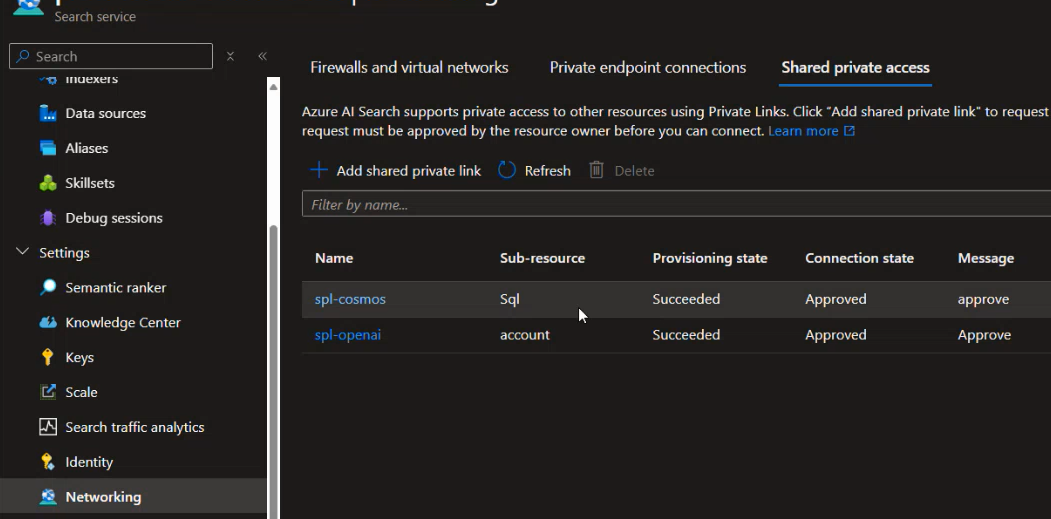 Search service
Search
Indexers
Data sources
Aliases
Skillsets
Debug sessions
Settings
Semantic ranker
Knowledge Center
Keys
Scale
Search traffic analytics
Identity
Networking
Firewalls and virtual networks Private endpoint connections Shared private access
Azure AI Search supports private access to other resources using Private Links. Click "Add shared private link" to request
request must be approved by the resource owner before you can connect. Learn more
Add shared private link Refresh Delete
Filter by name...
Name Sub-resource Provisioning state Connection state Message
spl-cosmos Sql Succeeded Approved approve
spl-openai account Succeeded Approved Approve